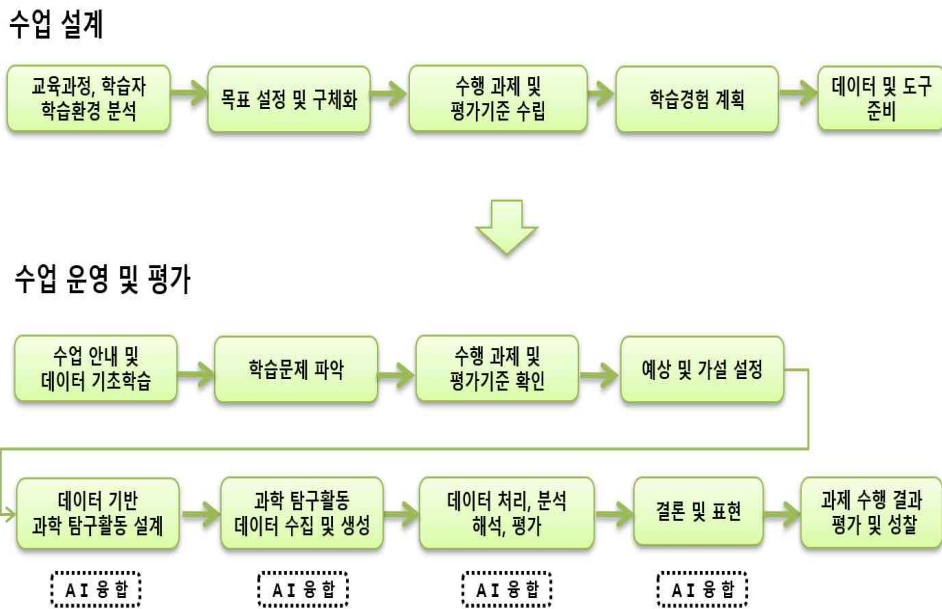 수업 설계
교육과정, 학습자
학습환경 분석
목표 설정 및 구체화
수행 과제 및
평가기준 수립
학습경험 계획
데이터 및 도구
준비
수업 운영 및 평가
수업 안내 및
데이터 기초학습
학습문제 파악
수행 과제 및
평가기준 확인
예상 및 가설 설정
데이터 기반
과학 탐구활동 설계
과학 탐구활동
데이터 수집 및 생성
데이터 처리, 분석
해석, 평가
결론 및 표현
과제 수행 결과
평가 및 성찰
AI 융합
AI 융합
AI 융합
AI 융합